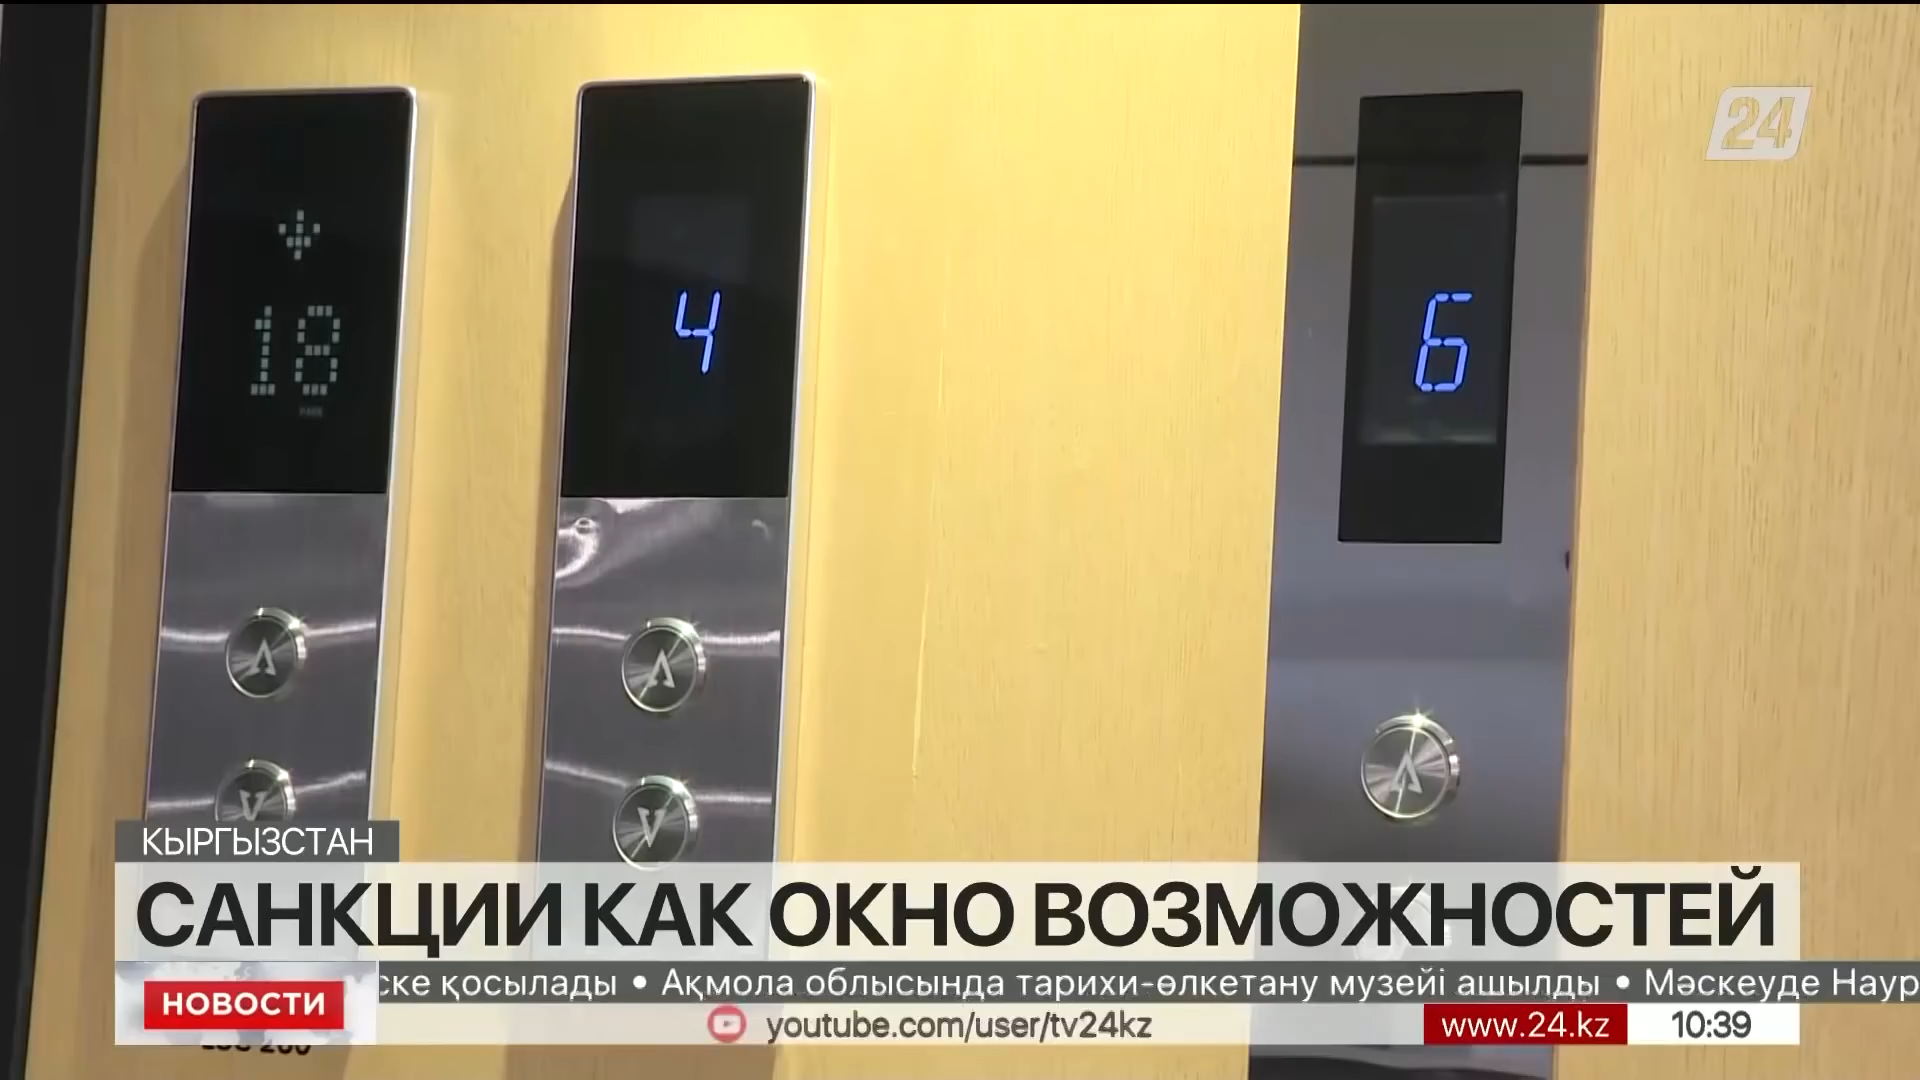 24
18
4
6
КЫРГЫЗСТАН
САНКЦИИ КАК ОКНО ВОЗМОЖНОСТЕЙ
ске қосылады • Ақмола облысында тарихи-өлкетану музейі ашылды • Мәскеуде Наур
НОВОСТИ
youtube.com/user/tv24kz
www.24.kz
10:39